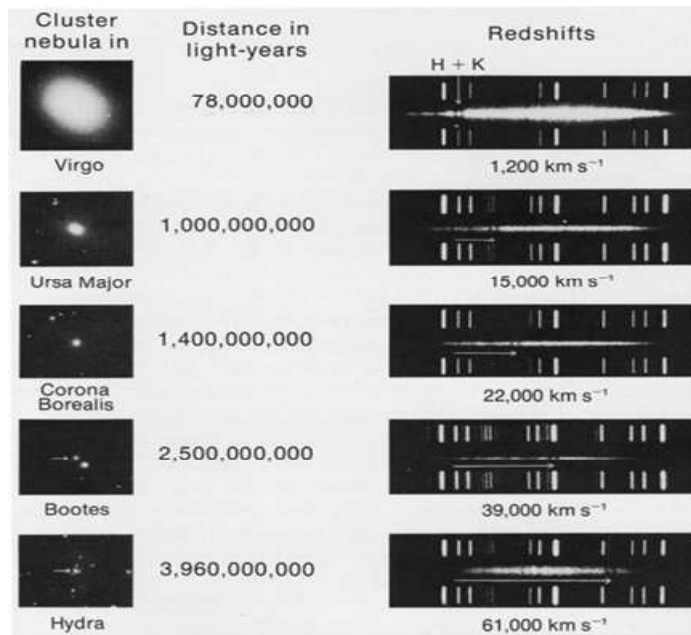 Cluster
nebula in
Distance in
light-years
Redshifts
H + K
78,000,000
Virgo
1,200 km s⁻¹
1,000,000,000
Ursa Major
15,000 km s⁻¹
1,400,000,000
Corona
Borealis
22,000 km s⁻¹
2,500,000,000
Bootes
39,000 km s⁻¹
3,960,000,000
Hydra
61,000 km s⁻¹